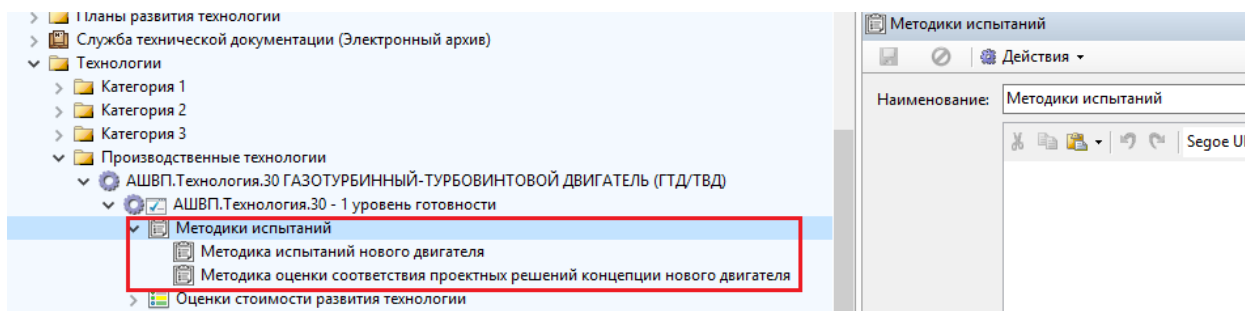 Планы развития технологии
Служба технической документации (Электронный архив)
Технологии
Категория 1
Категория 2
Категория 3
Производственные технологии
АШВП.Технология.30 ГАЗОТУРБИННЫЙ-ТУРБОВИНТОВОЙ ДВИГАТЕЛЬ (ГТД/ТВД)
АШВП.Технология.30 - 1 уровень готовности
Методики испытаний
Методика испытаний нового двигателя
Методика оценки соответствия проектных решений концепции нового двигателя
Оценки стоимости развития технологии
Методики испытаний
Действия
Наименование: Методики испытаний
Segoe UI